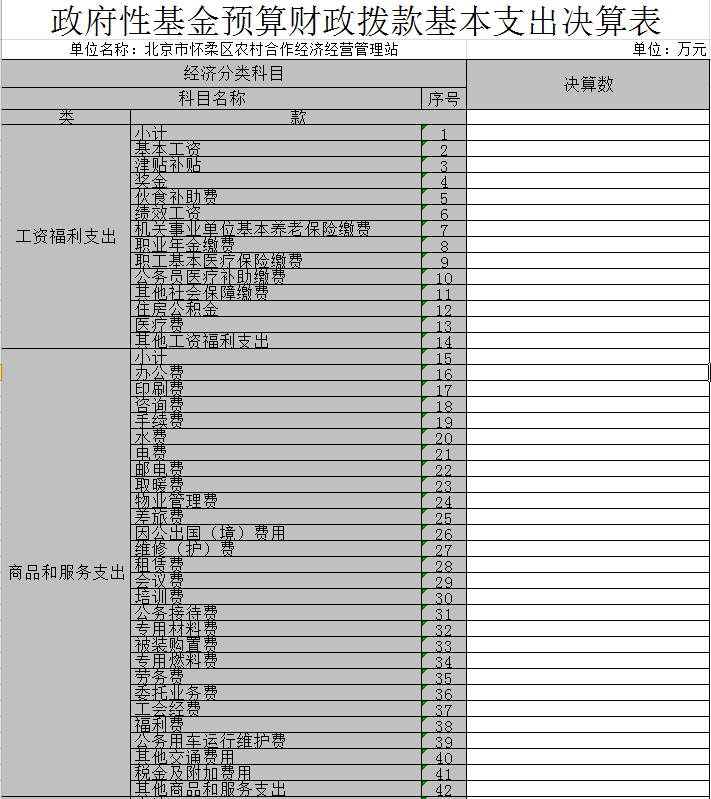 政府性基金预算财政拨款基本支出决算表
单位名称：北京市怀柔区农村合作经济经营管理站 单位：万元
经济分类科目 决算数
科目名称 序号
类 款
工资福利支出
小计 1
基本工资 2
津贴补贴 3
奖金 4
伙食补助费 5
绩效工资 6
机关事业单位基本养老保险缴费 7
职业年金缴费 8
职工基本医疗保险缴费 9
公务员医疗补助缴费 10
其他社会保障缴费 11
住房公积金 12
医疗费 13
其他工资福利支出 14
商品和服务支出
小计 15
办公费 16
印刷费 17
咨询费 18
手续费 19
水费 20
电费 21
邮电费 22
取暖费 23
物业管理费 24
差旅费 25
因公出国（境）费用 26
维修（护）费 27
租赁费 28
会议费 29
培训费 30
公务接待费 31
专用材料费 32
被装购置费 33
专用燃料费 34
劳务费 35
委托业务费 36
工会经费 37
福利费 38
公务用车运行维护费 39
其他交通费用 40
税金及附加费用 41
其他商品和服务支出 42